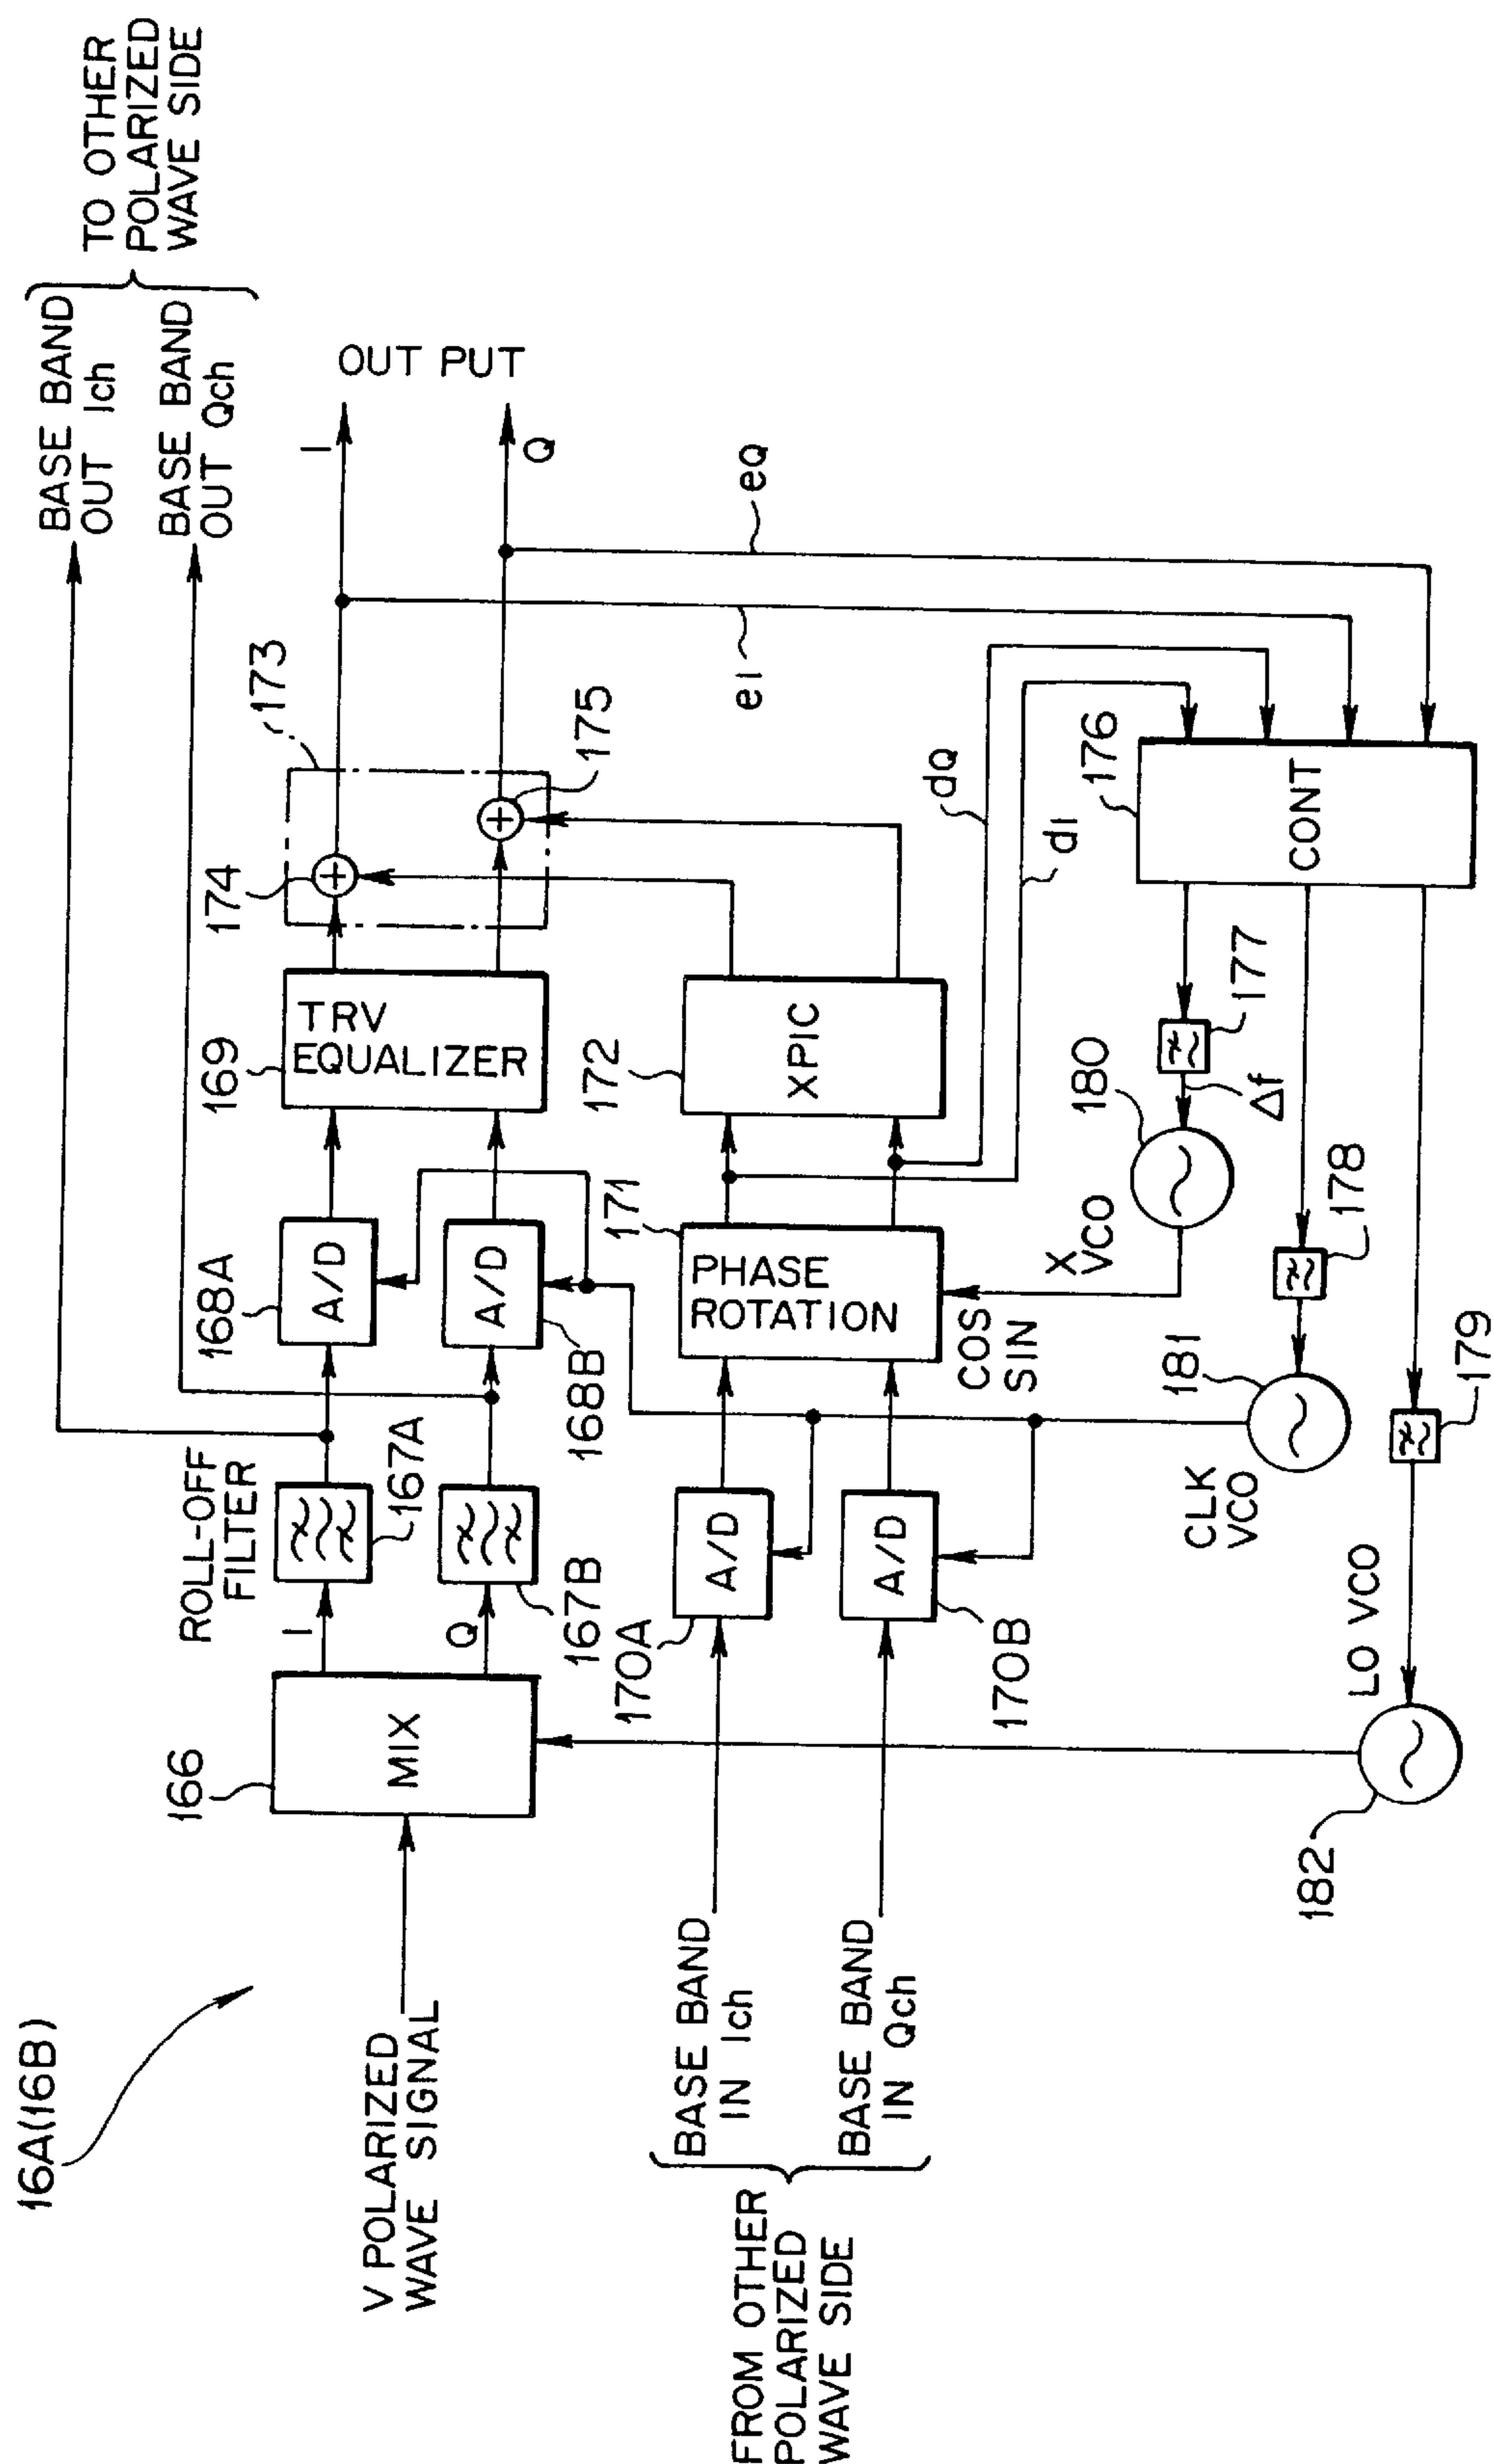 16A(16B)
TO OTHER
POLARIZED
WAVE SIDE
BASE BAND
OUT Ich
BASE BAND
OUT Qch
V POLARIZED
WAVE SIGNAL
166
MIX
I
Q
ROLL-OFF
FILTER
167A
167B
168A
A/D
A/D
168B
169
TRV
EQUALIZER
174
173
175
I
OUT PUT
Q
FROM OTHER
POLARIZED
WAVE SIDE
BASE BAND
IN Ich
BASE BAND
IN Qch
170A
A/D
A/D
170B
171
PHASE
ROTATION
COS
SIN
172
XPIC
eI
eQ
dQ
dI
X
VCO
180
Δf
177
176
CONT
CLK
VCO
181
178
182
LO VCO
179